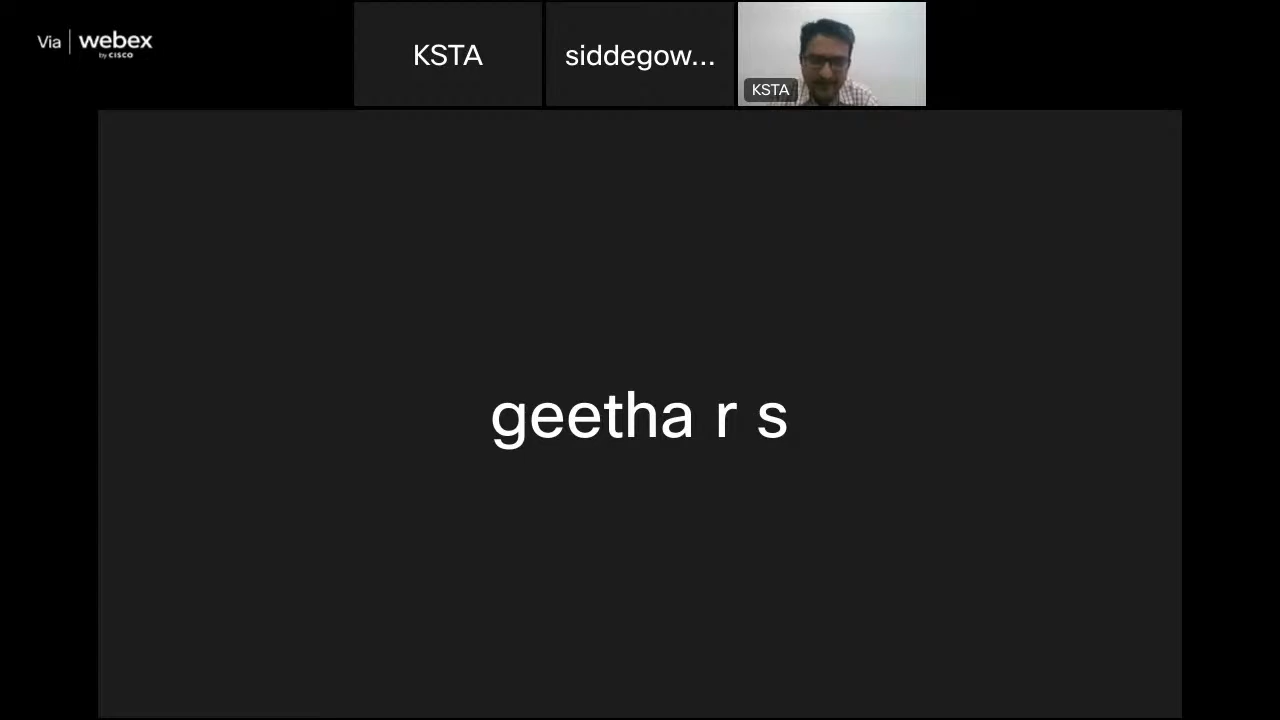 Via webex
by CISCO
KSTA
siddegow...
KSTA
geetha r s